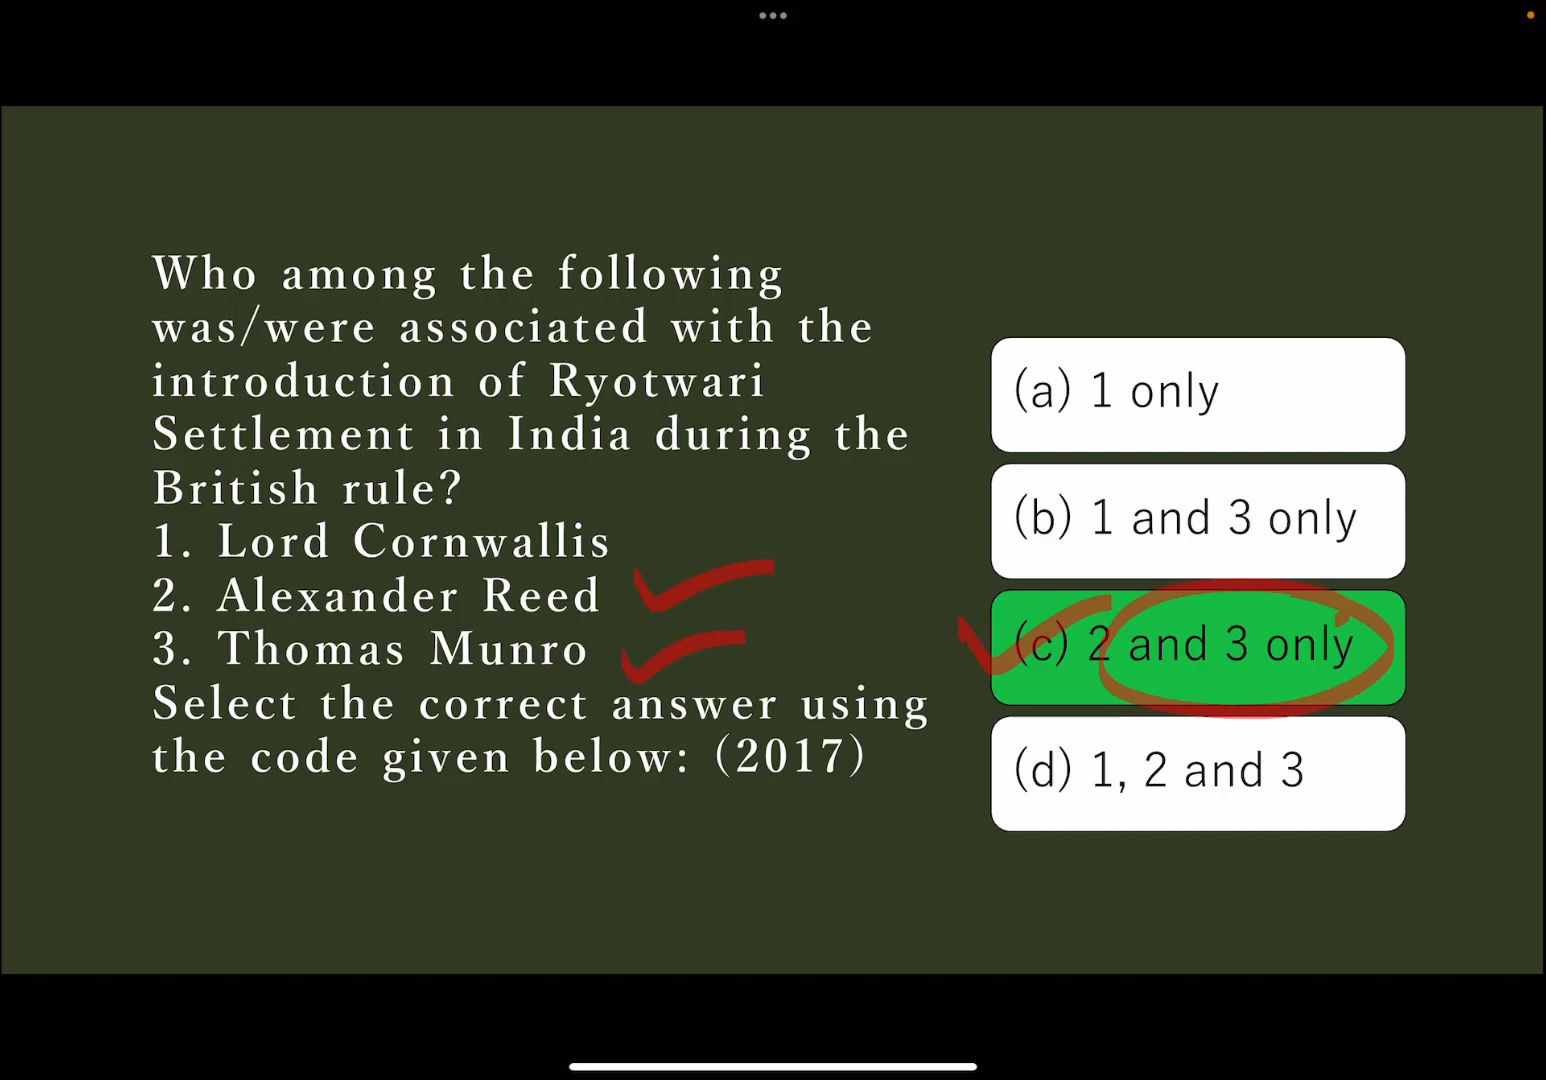 Who among the following
was/were associated with the
introduction of Ryotwari
Settlement in India during the
British rule?
1. Lord Cornwallis
2. Alexander Reed
3. Thomas Munro
Select the correct answer using
the code given below: (2017)
(a) 1 only
(b) 1 and 3 only
(c) 2 and 3 only
(d) 1, 2 and 3